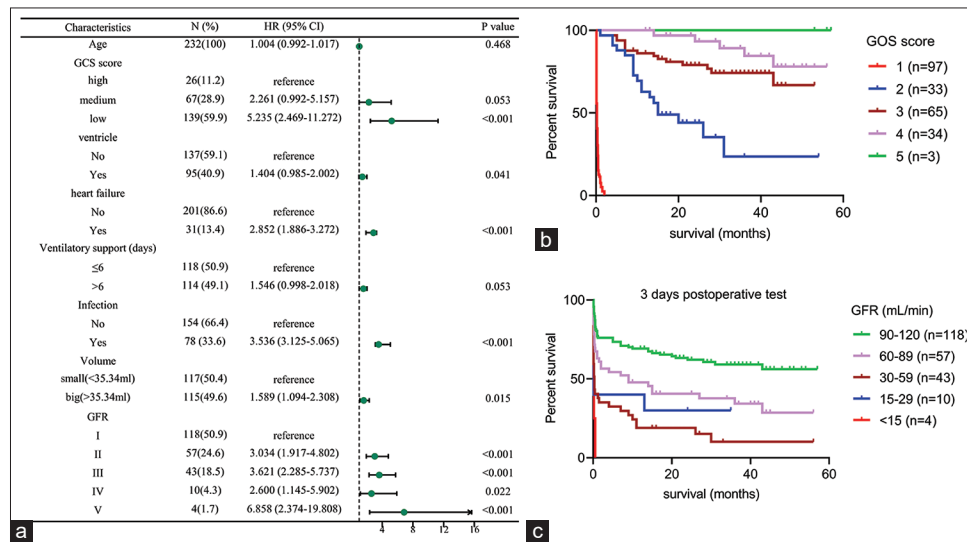 Characteristics N (%) HR (95% CI) P value
Age 232(100) 1.004 (0.992-1.017) 0.468
GCS score
high 26(11.2) reference
medium 67(28.9) 2.261 (0.992-5.157) 0.053
low 139(59.9) 5.235 (2.469-11.272) <0.001
ventricle
No 137(59.1) reference
Yes 95(40.9) 1.404 (0.985-2.002) 0.041
heart failure
No 201(86.6) reference
Yes 31(13.4) 2.852 (1.886-3.272) <0.001
Ventilatory support (days)
≤6 118 (50.9) reference
>6 114 (49.1) 1.546 (0.998-2.018) 0.053
Infection
No 154 (66.4) reference
Yes 78 (33.6) 3.536 (3.125-5.065) <0.001
Volume
small(<35.34ml) 117(50.4) reference
big(>35.34ml) 115(49.6) 1.589 (1.094-2.308) 0.015
GFR
I 118(50.9) reference
II 57(24.6) 3.034 (1.917-4.802) <0.001
III 43(18.5) 3.621 (2.285-5.737) <0.001
IV 10(4.3) 2.600 (1.145-5.902) 0.022
V 4(1.7) 6.858 (2.374-19.808) <0.001
4 8 12 16
a
100
50
0
Percent survival
0 20 40 60
survival (months)
GOS score
1 (n=97)
2 (n=33)
3 (n=65)
4 (n=34)
5 (n=3)
b
3 days postoperative test
100
50
0
Percent survival
0 20 40 60
survival (months)
GFR (mL/min)
90-120 (n=118)
60-89 (n=57)
30-59 (n=43)
15-29 (n=10)
<15 (n=4)
c